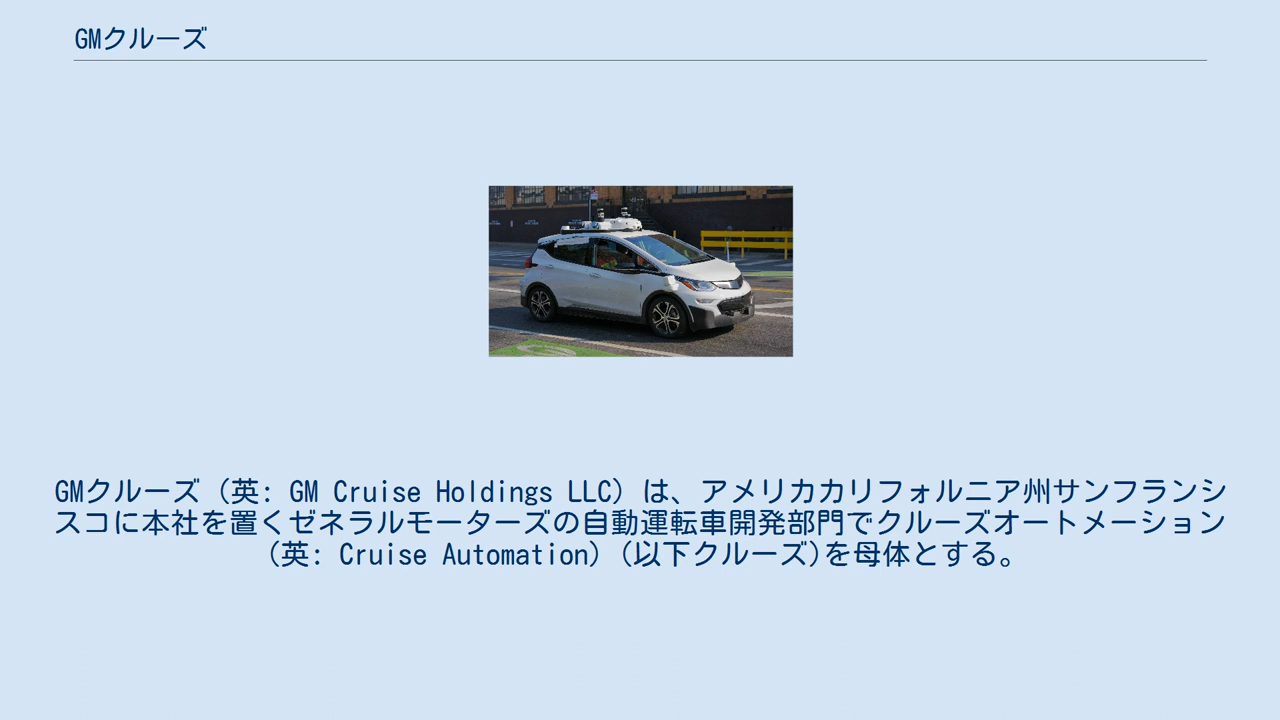 GMクルーズ
GMクルーズ（英: GM Cruise Holdings LLC）は、アメリカカリフォルニア州サンフランシ
スコに本社を置くゼネラルモーターズの自動運転車開発部門でクルーズオートメーション
（英: Cruise Automation）(以下クルーズ)を母体とする。